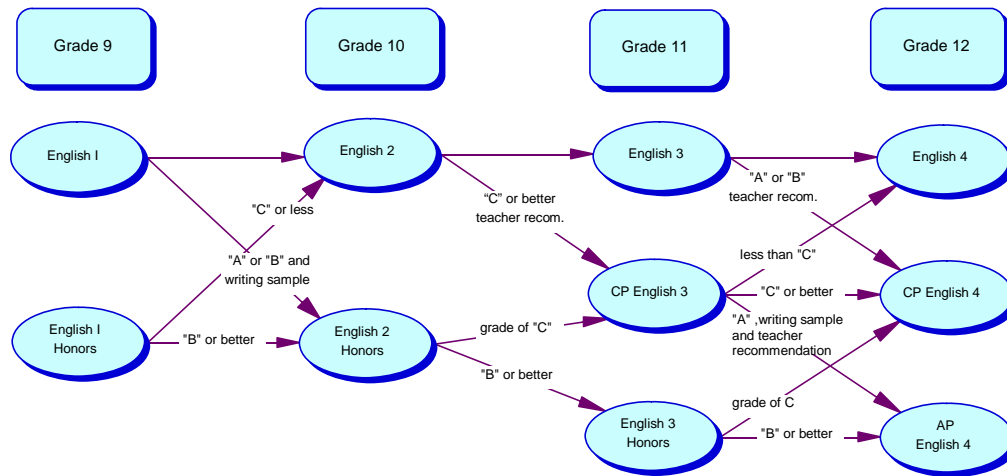 Grade 9
Grade 10
Grade 11
Grade 12
English I
English 2
English 3
English 4
"C" or less
"C" or better
teacher recom.
"A" or "B"
teacher recom.
"A" or "B" and
writing sample
less than "C"
CP English 3
"C" or better
CP English 4
English I
Honors
"B" or better
English 2
Honors
grade of "C"
"A" ,writing sample
and teacher
recommendation
"B" or better
grade of C
English 3
Honors
"B" or better
AP
English 4